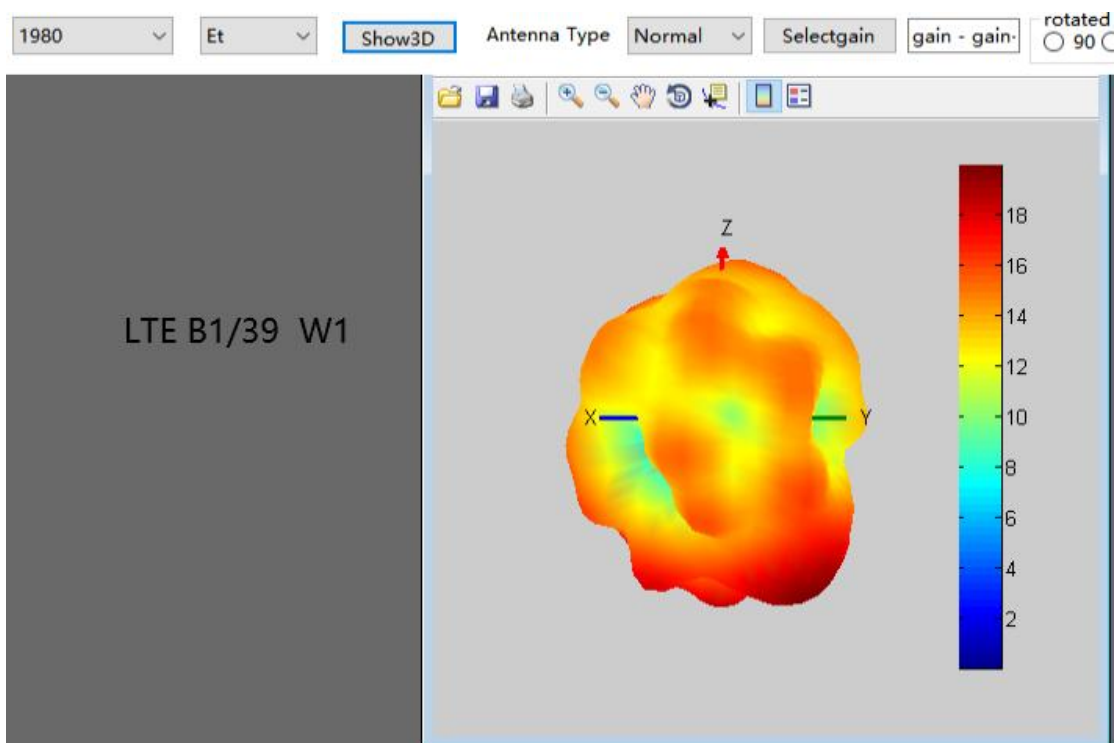 rotated
1980 Et Show3D Antenna Type Normal Selectgain gain - gain- 90
LTE B1/39 W1
Z
X
Y
18
16
14
12
10
8
6
4
2